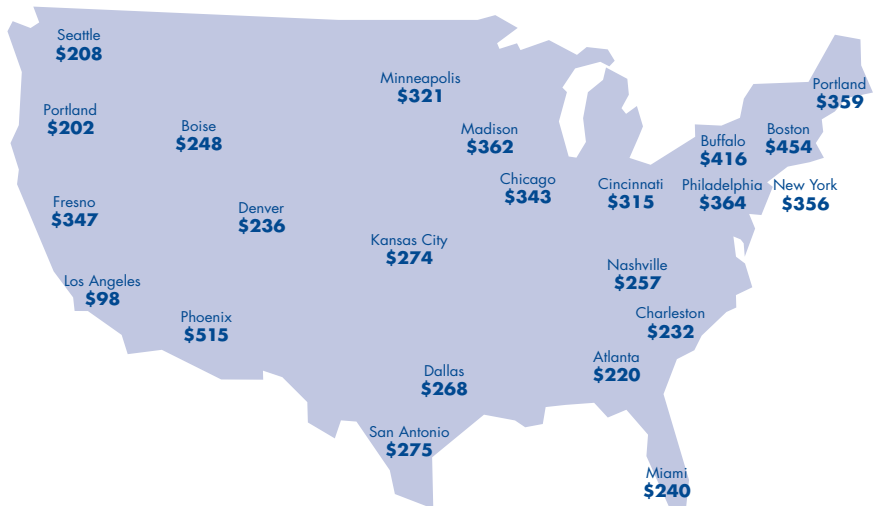 Seattle
$208
Portland
$202
Boise
$248
Minneapolis
$321
Madison
$362
Portland
$359
Boston
$454
Buffalo
$416
Chicago
$343
Cincinnati
$315
Philadelphia
$364
New York
$356
Fresno
$347
Denver
$236
Kansas City
$274
Nashville
$257
Los Angeles
$98
Phoenix
$515
Charleston
$232
Atlanta
$220
Dallas
$268
San Antonio
$275
Miami
$240